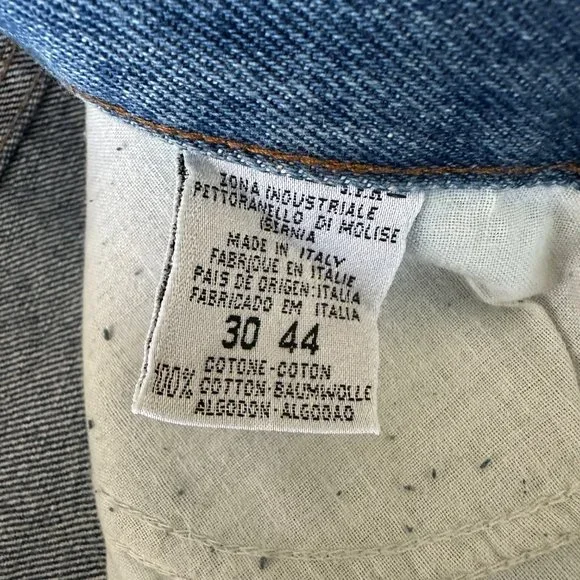 ZONA INDUSTRIALE
PETTORANELLO DI MOLISE
ISERNIA
MADE IN ITALY
FABRIQUE EN ITALIE
PAIS DE ORIGEN:ITALIA
FABRICADO EM ITALIA
30 44
COTONE-COTON
100% COTTON-BAUMWOLLE
ALGODON-ALGODAO